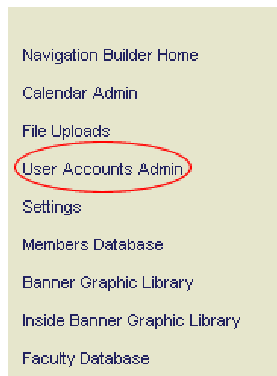 Navigation Builder Home
Calendar Admin
File Uploads
User Accounts Admin
Settings
Members Database
Banner Graphic Library
Inside Banner Graphic Library
Faculty Database